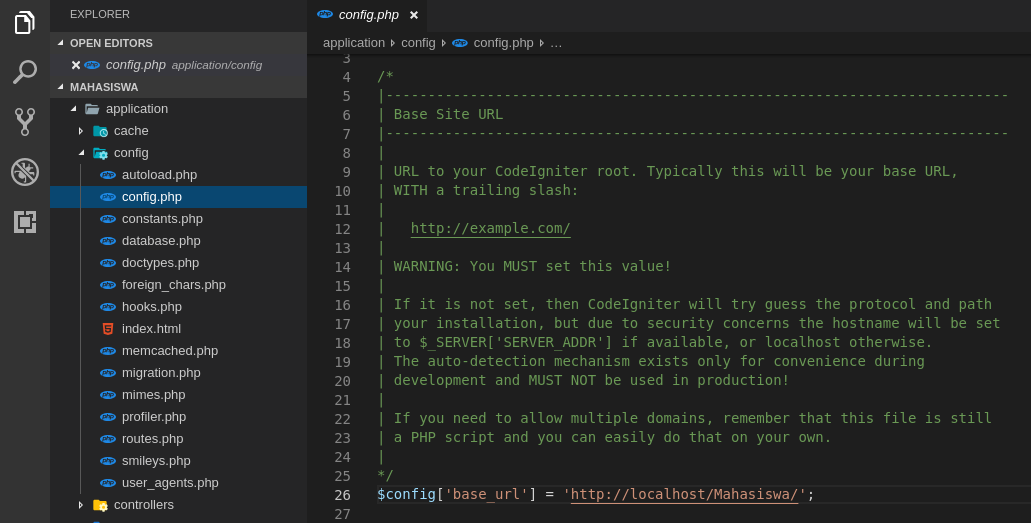 EXPLORER
OPEN EDITORS
config.php application/config
MAHASISWA
application
cache
config
autoload.php
config.php
constants.php
database.php
doctypes.php
foreign_chars.php
hooks.php
index.html
memcached.php
migration.php
mimes.php
profiler.php
routes.php
smileys.php
user_agents.php
controllers
config.php
application config config.php ...
3
4 /*
5 |--------------------------------------------------------------------------
6 | Base Site URL
7 |--------------------------------------------------------------------------
8 |
9 | URL to your CodeIgniter root. Typically this will be your base URL,
10 | WITH a trailing slash:
11 |
12 |   http://example.com/
13 |
14 | WARNING: You MUST set this value!
15 |
16 | If it is not set, then CodeIgniter will try guess the protocol and path
17 | your installation, but due to security concerns the hostname will be set
18 | to $_SERVER['SERVER_ADDR'] if available, or localhost otherwise.
19 | The auto-detection mechanism exists only for convenience during
20 | development and MUST NOT be used in production!
21 |
22 | If you need to allow multiple domains, remember that this file is still
23 | a PHP script and you can easily do that on your own.
24 |
25 */
26 $config['base_url'] = 'http://localhost/Mahasiswa/';
27